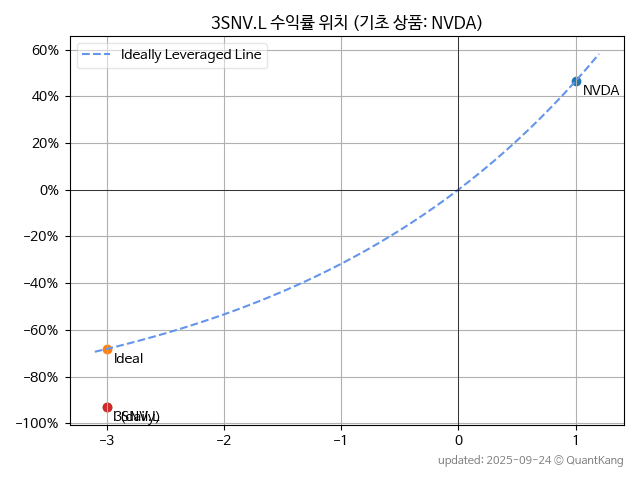 3SNV.L 수익률 위치 (기초 상품: NVDA)
Ideally Leveraged Line
60%
40%
20%
0%
−20%
−40%
−60%
−80%
−100%
NVDA
Ideal
3SNV.L
−3
−2
−1
0
1
updated: 2025-09-24 © QuantKang